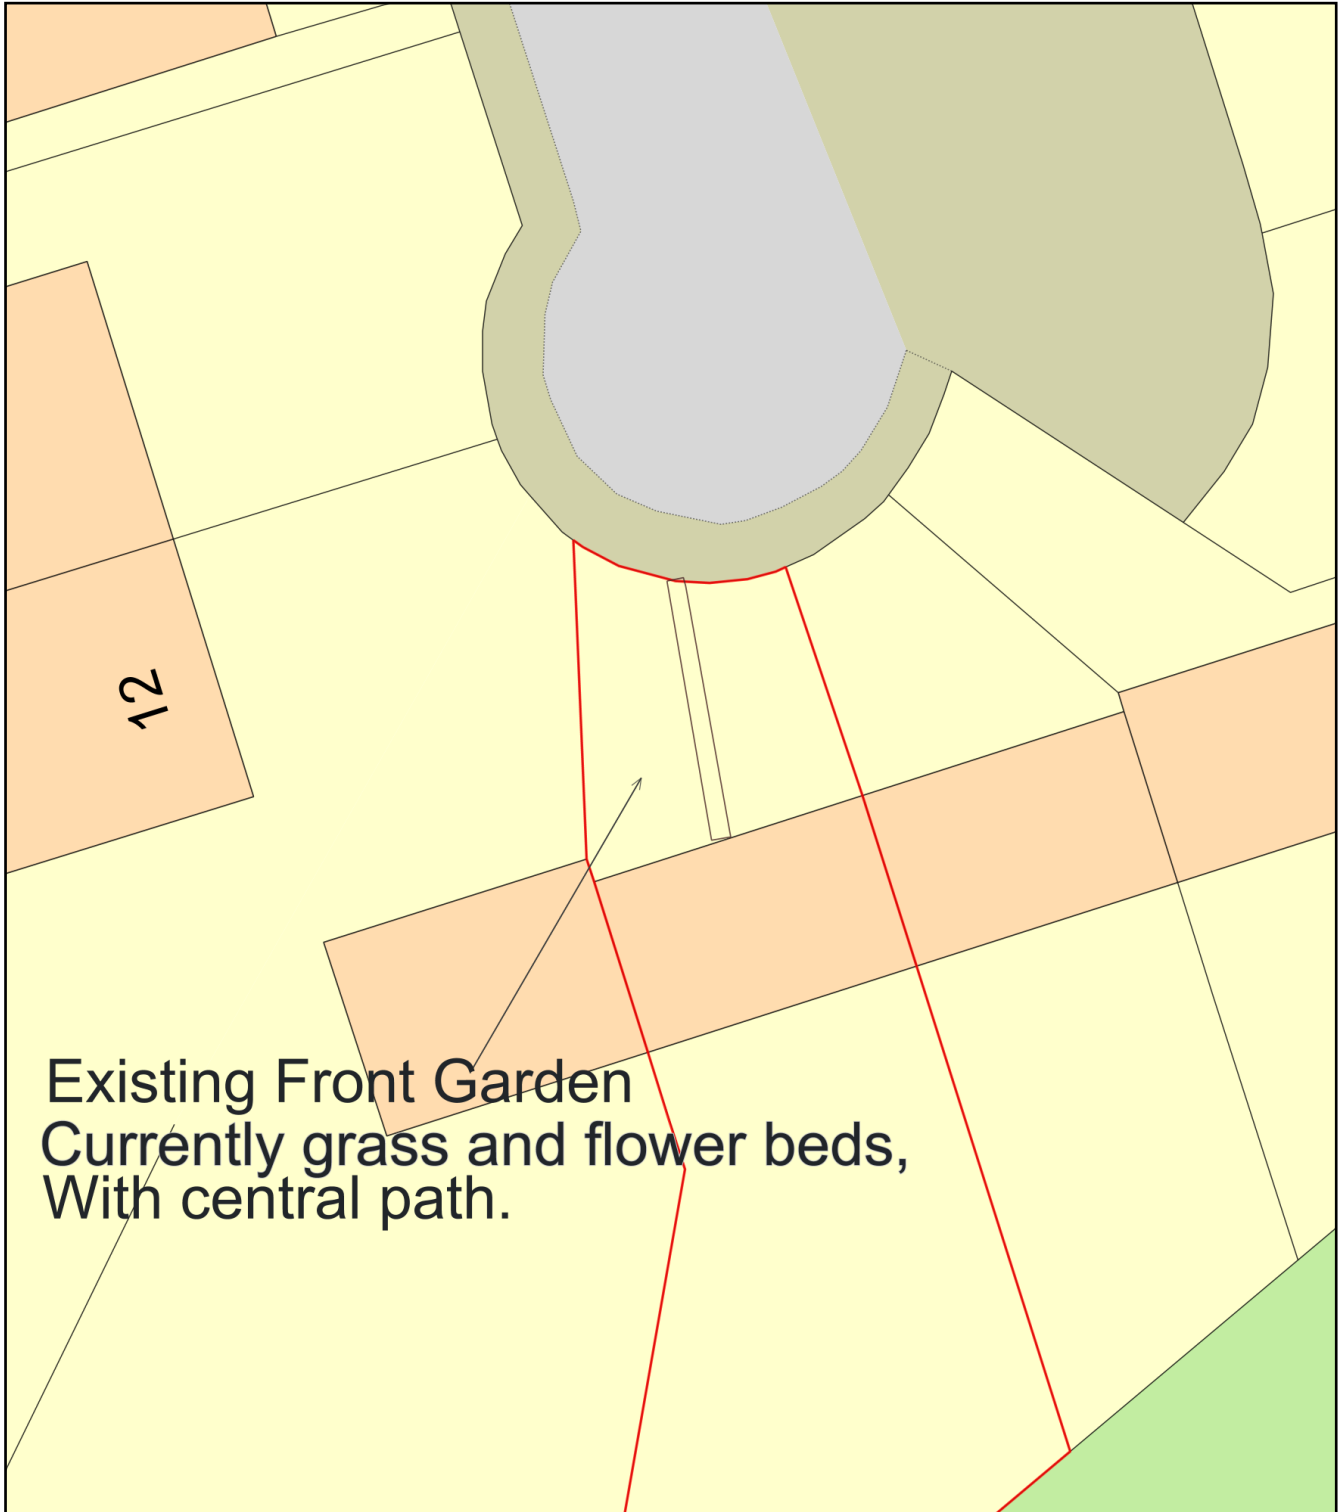 12
Existing Front Garden
Currently grass and flower beds,
With central path.